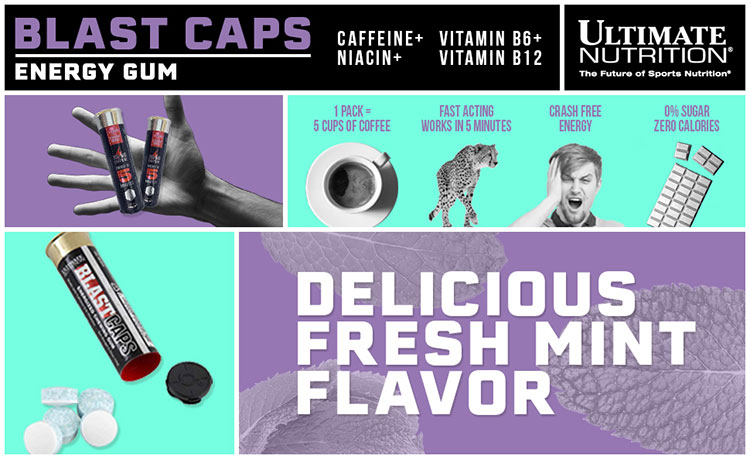 BLAST CAPS
ENERGY GUM
CAFFEINE+ VITAMIN B6+
NIACIN+ VITAMIN B12
ULTIMATE
NUTRITION®
The Future of Sports Nutrition®
1 PACK =
5 CUPS OF COFFEE
FAST ACTING
WORKS IN 5 MINUTES
CRASH FREE
ENERGY
0% SUGAR
ZERO CALORIES
BLAST CAPS
DELICIOUS
FRESH MINT
FLAVOR